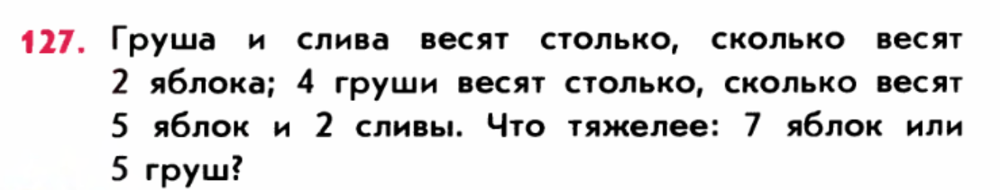 127. Груша и слива весят столько, сколько весят
2 яблока; 4 груши весят столько, сколько весят
5 яблок и 2 сливы. Что тяжелее: 7 яблок или
5 груш?